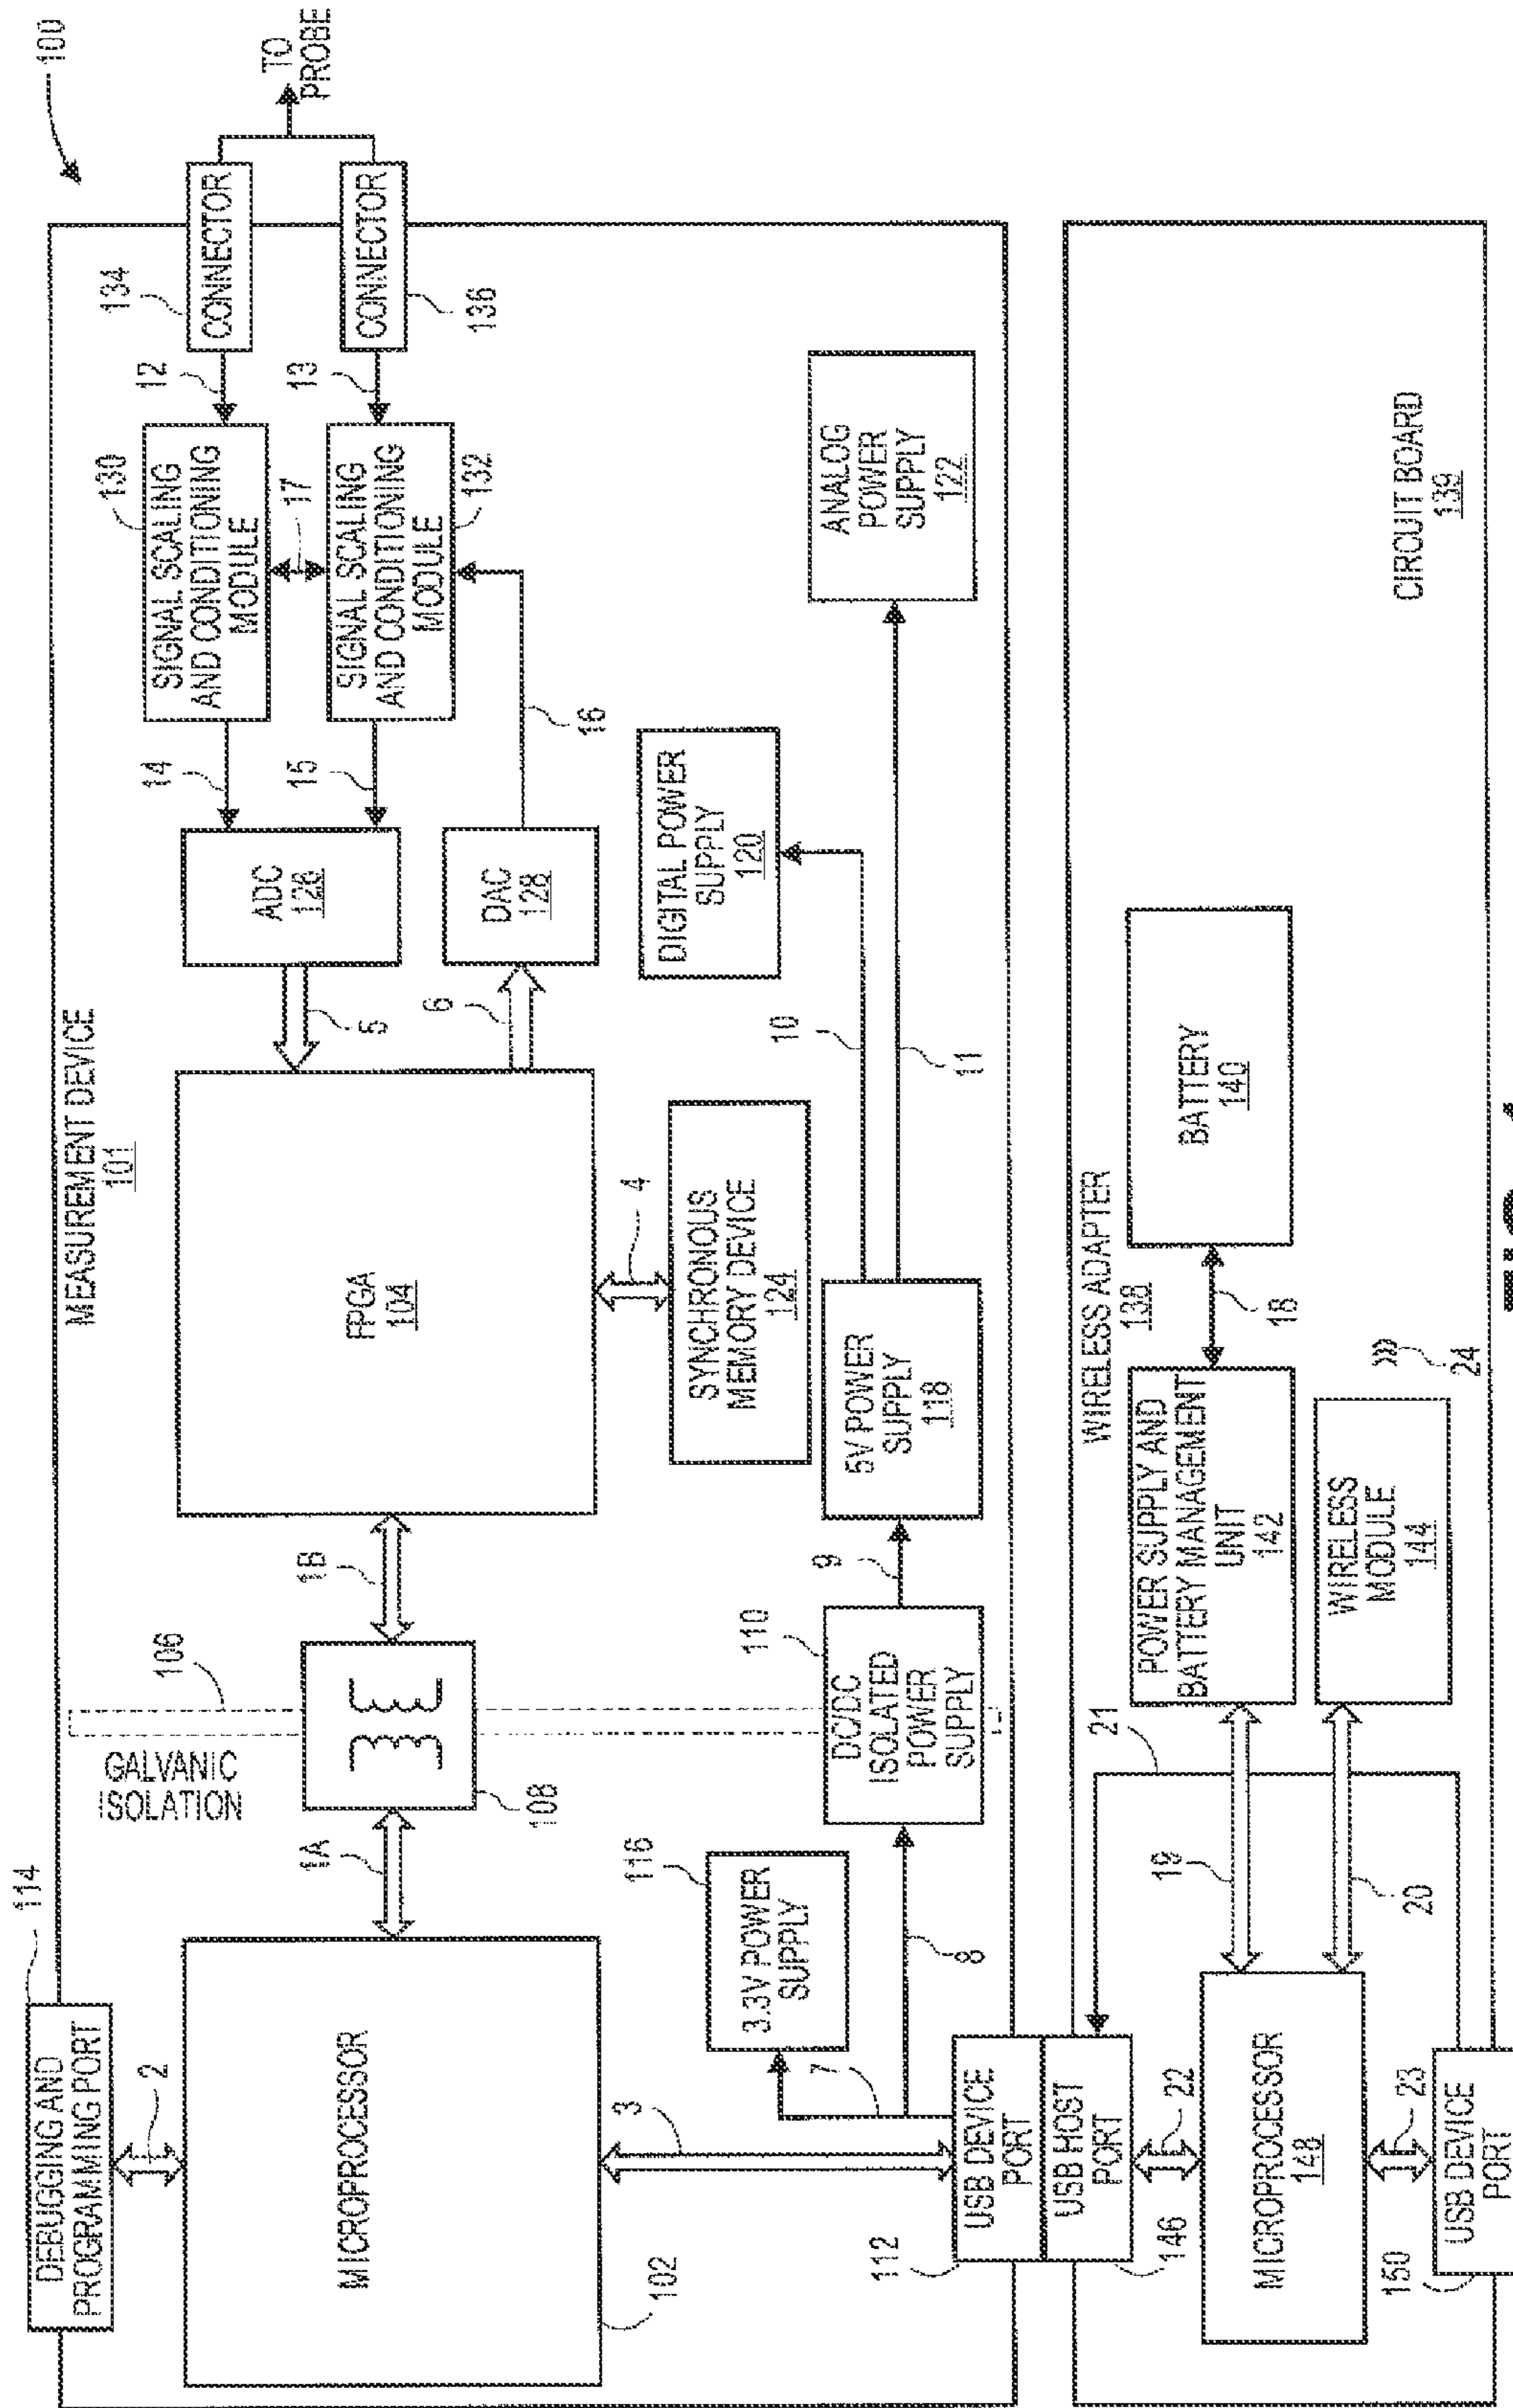 100
MEASUREMENT DEVICE
101
DEBUGGING AND
PROGRAMMING PORT
114
2
MICROPROCESSOR
102
1A
GALVANIC
ISOLATION
106
108
1B
FPGA
104
5
6
ADC
126
DAC
128
14
15
16
SIGNAL SCALING
AND CONDITIONING
MODULE
130
17
SIGNAL SCALING
AND CONDITIONING
MODULE
132
12
13
134
CONNECTOR
CONNECTOR
136
TO
PROBE
4
SYNCHRONOUS
MEMORY DEVICE
124
3
7
3.3V POWER
SUPPLY
116
8
DC/DC
ISOLATED
POWER
SUPPLY
110
9
5V POWER
SUPPLY
118
10
11
DIGITAL POWER
SUPPLY
120
ANALOG
POWER
SUPPLY
122
USB DEVICE
PORT
112
USB HOST
PORT
146
WIRELESS ADAPTER
138
22
MICROPROCESSOR
148
23
USB DEVICE
PORT
150
21
19
20
POWER SUPPLY AND
BATTERY MANAGEMENT
UNIT
142
WIRELESS
MODULE
144
24
18
BATTERY
140
CIRCUIT BOARD
139